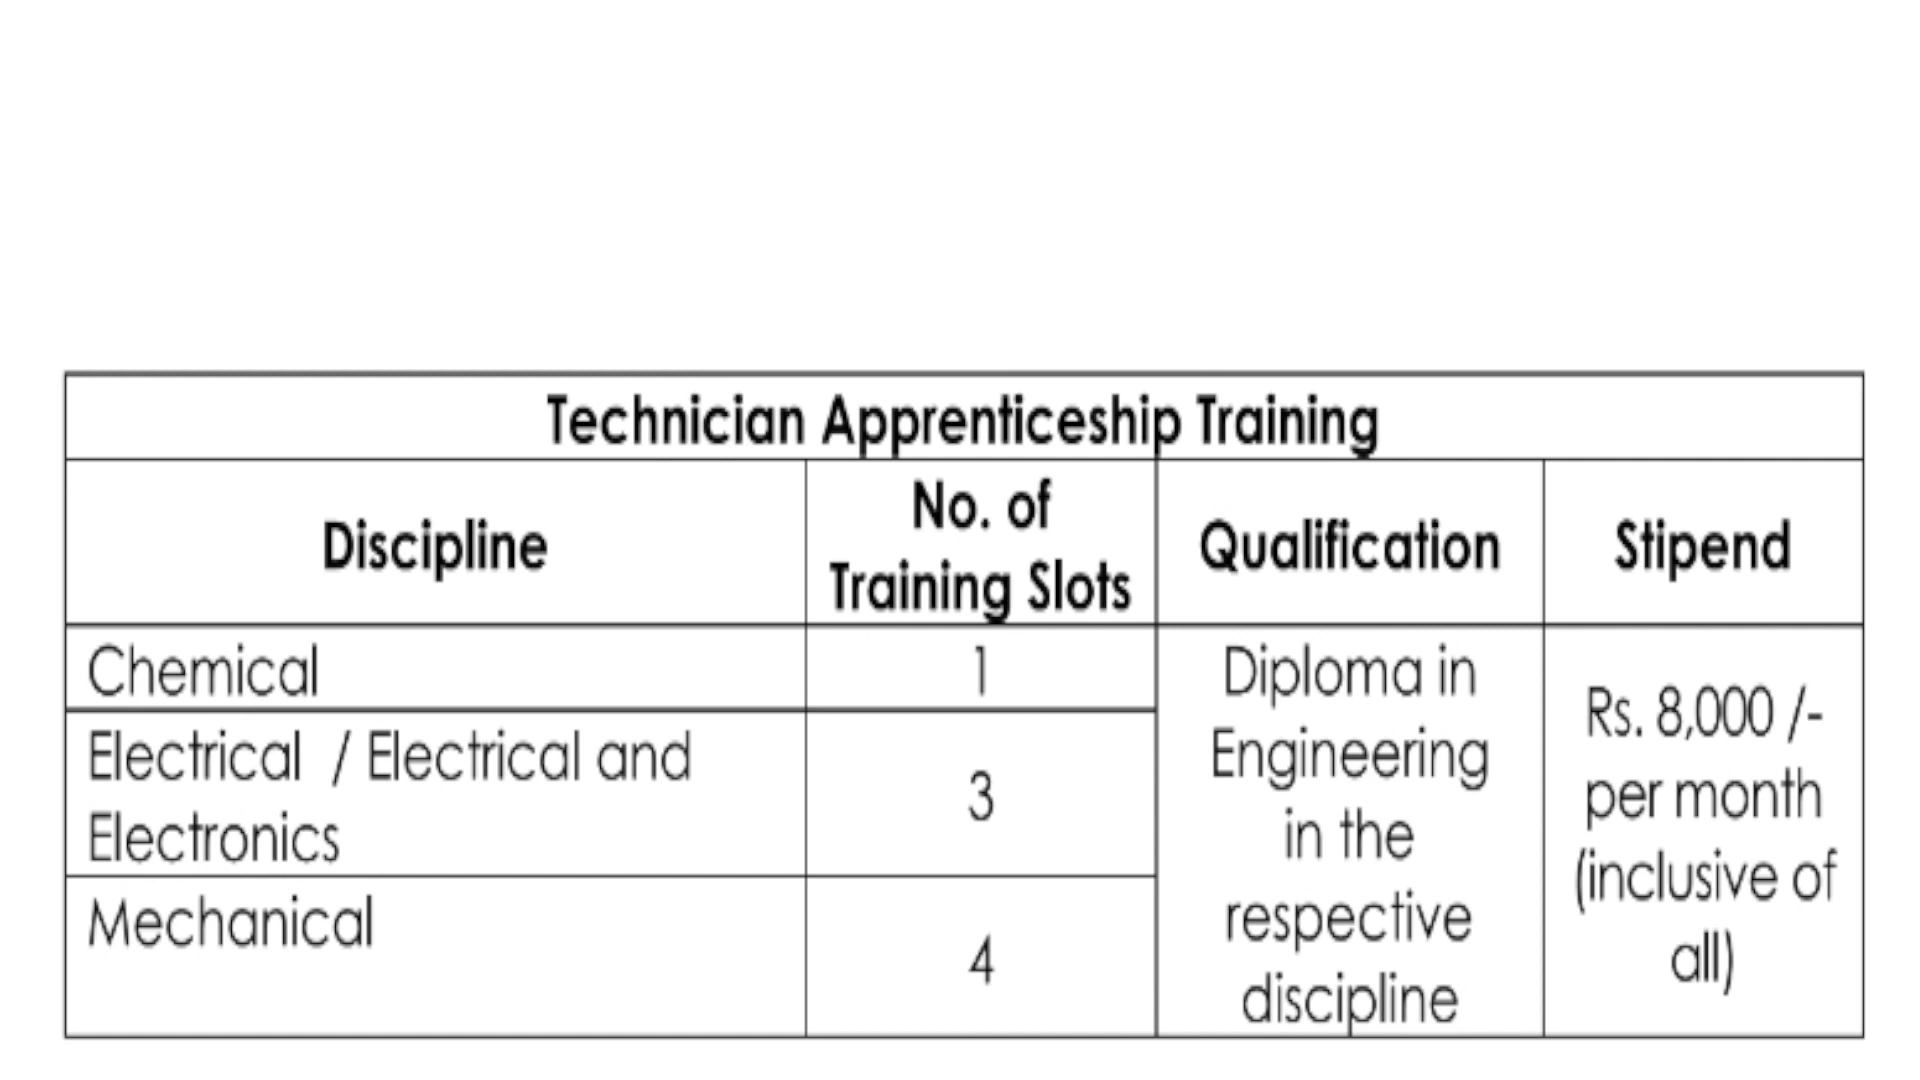 Technician Apprenticeship Training
Discipline
No. of
Training Slots
Qualification
Stipend
Chemical
1
Electrical / Electrical and
Electronics
3
Mechanical
4
Diploma in
Engineering
in the
respective
discipline
Rs. 8,000 /-
per month
(inclusive of
all)